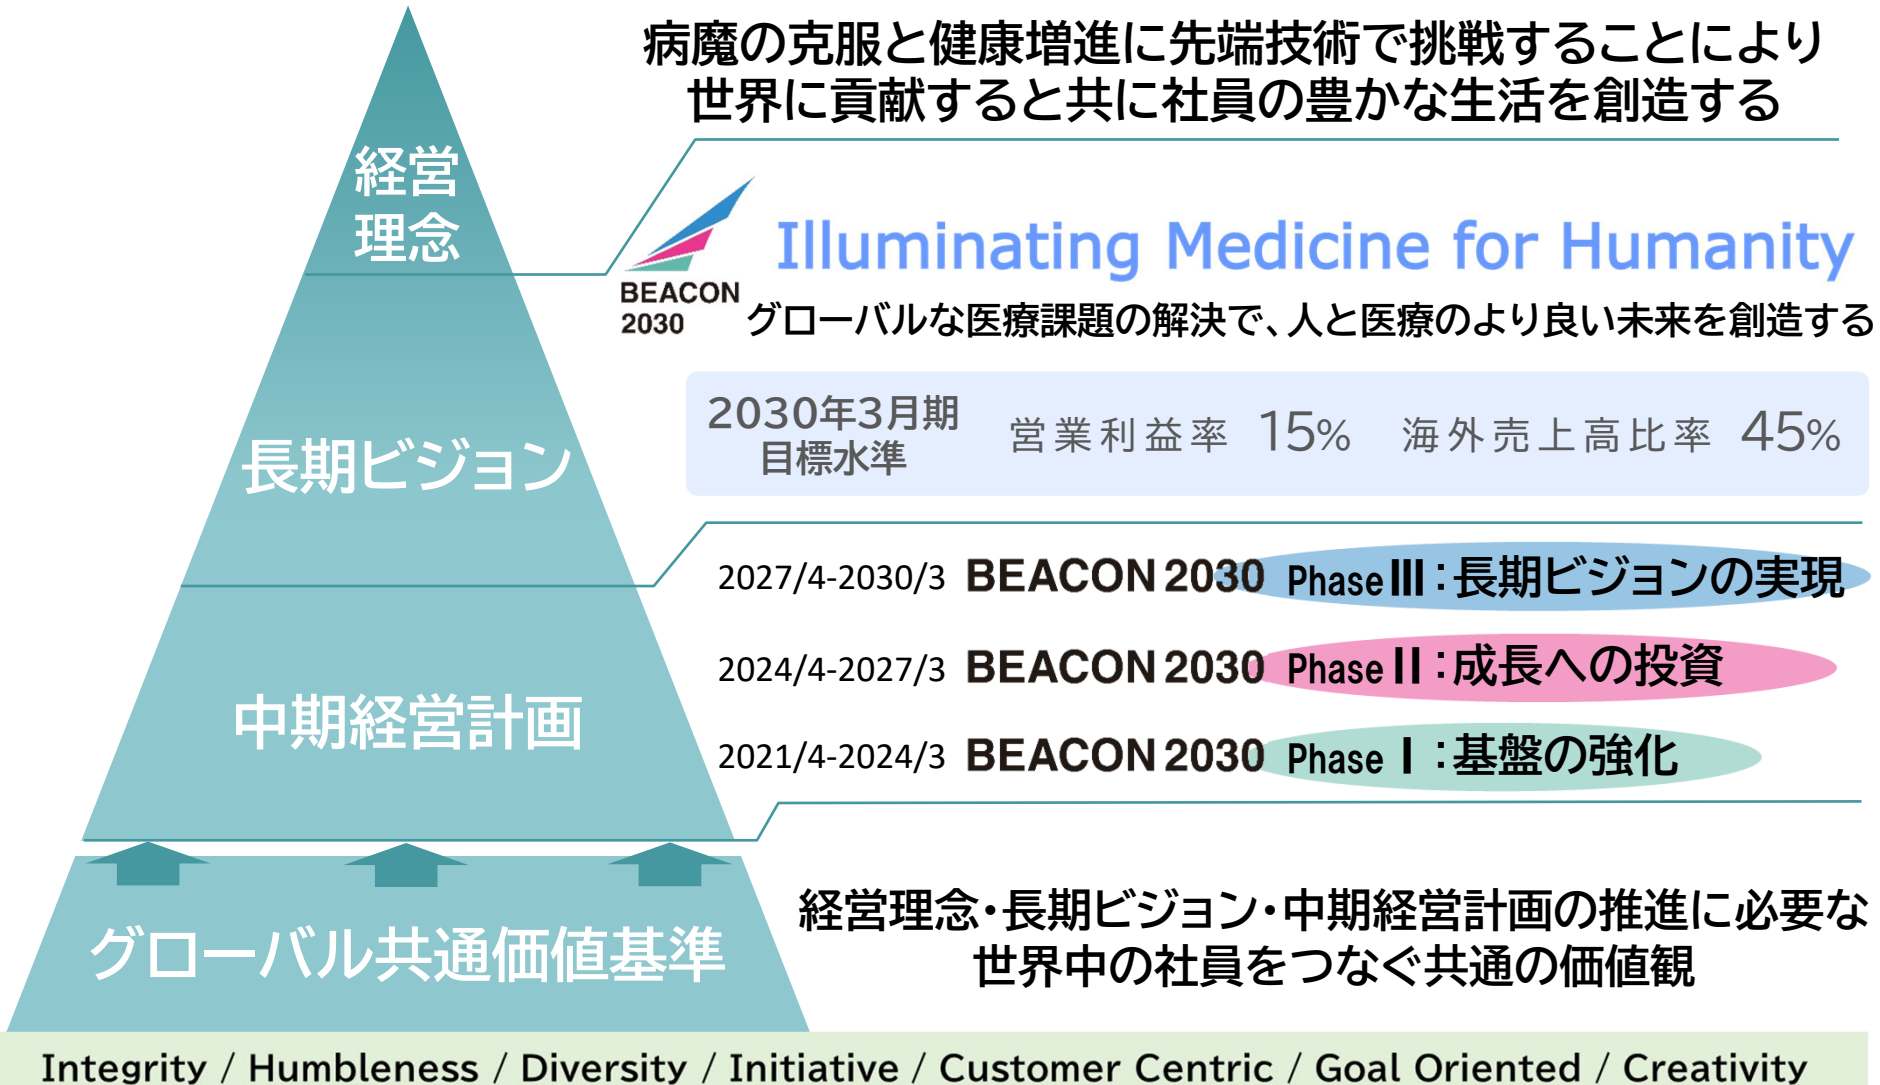 病魔の克服と健康増進に先端技術で挑戦することにより
世界に貢献すると共に社員の豊かな生活を創造する
経営
理念
BEACON
2030
Illuminating Medicine for Humanity
グローバルな医療課題の解決で、人と医療のより良い未来を創造する
長期ビジョン
2030年3月期
目標水準
営業利益率 15% 海外売上高比率 45%
中期経営計画
2027/4-2030/3 BEACON 2030 PhaseⅢ：長期ビジョンの実現
2024/4-2027/3 BEACON 2030 PhaseⅡ：成長への投資
2021/4-2024/3 BEACON 2030 PhaseⅠ：基盤の強化
グローバル共通価値基準
経営理念・長期ビジョン・中期経営計画の推進に必要な
世界中の社員をつなぐ共通の価値観
Integrity / Humbleness / Diversity / Initiative / Customer Centric / Goal Oriented / Creativity